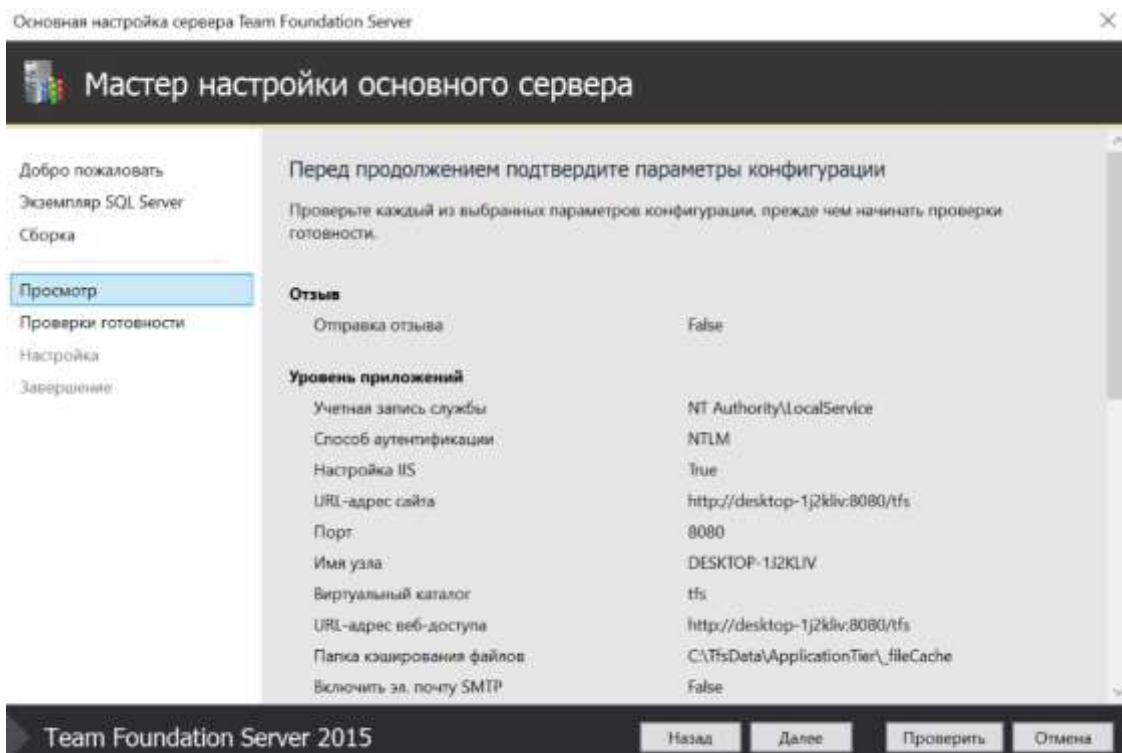 Основная настройка сервера Team Foundation Server
Мастер настройки основного сервера
Добро пожаловать
Экземпляр SQL Server
Сборка
Просмотр
Проверки готовности
Настройка
Завершение
Перед продолжением подтвердите параметры конфигурации
Проверьте каждый из выбранных параметров конфигурации, прежде чем начинать проверки
готовности.
Отзыв
Отправка отзыва False
Уровень приложений
Учетная запись службы NT Authority\LocalService
Способ аутентификации NTLM
Настройка IIS True
URL-адрес сайта http://desktop-1j2kliv:8080/tfs
Порт 8080
Имя узла DESKTOP-1J2KLIV
Виртуальный каталог tfs
URL-адрес веб-доступа http://desktop-1j2kliv:8080/tfs
Папка кэширования файлов C:\TfsData\ApplicationTier\_fileCache
Включить эл. почту SMTP False
Team Foundation Server 2015
Назад Далее Проверить Отмена